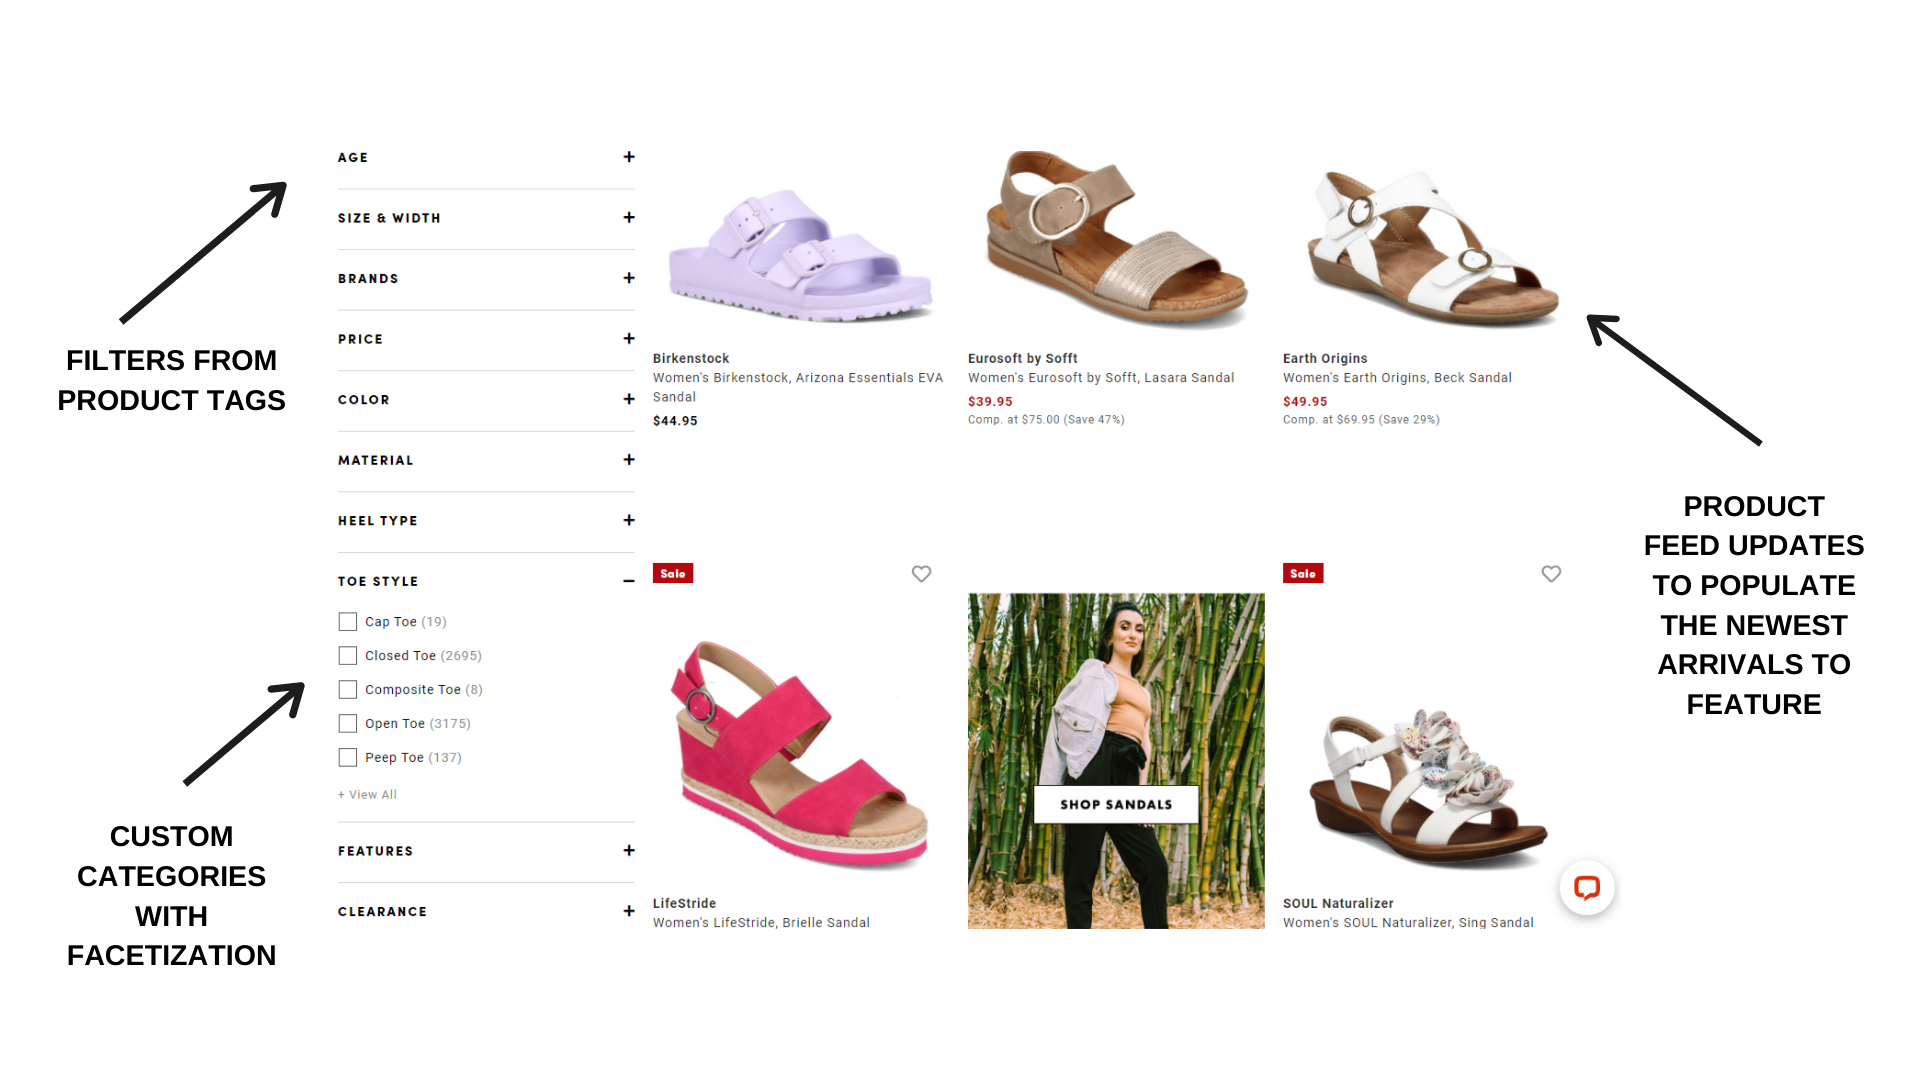 AGE
SIZE & WIDTH
BRANDS
PRICE
COLOR
MATERIAL
HEEL TYPE
TOE STYLE
Cap Toe (19)
Closed Toe (2695)
Composite Toe (8)
Open Toe (3175)
Peep Toe (137)
+ View All
FEATURES
CLEARANCE
FILTERS FROM
PRODUCT TAGS
CUSTOM
CATEGORIES
WITH
FACETIZATION
Birkenstock
Women's Birkenstock, Arizona Essentials EVA
Sandal
$44.95
Eurosoft by Sofft
Women's Eurosoft by Sofft, Lasara Sandal
$39.95
Comp. at $75.00 (Save 47%)
Earth Origins
Women's Earth Origins, Beck Sandal
$49.95
Comp. at $69.95 (Save 29%)
Sale
LifeStride
Women's LifeStride, Brielle Sandal
SHOP SANDALS
Sale
SOUL Naturalizer
Women's SOUL Naturalizer, Sing Sandal
PRODUCT
FEED UPDATES
TO POPULATE
THE NEWEST
ARRIVALS TO
FEATURE